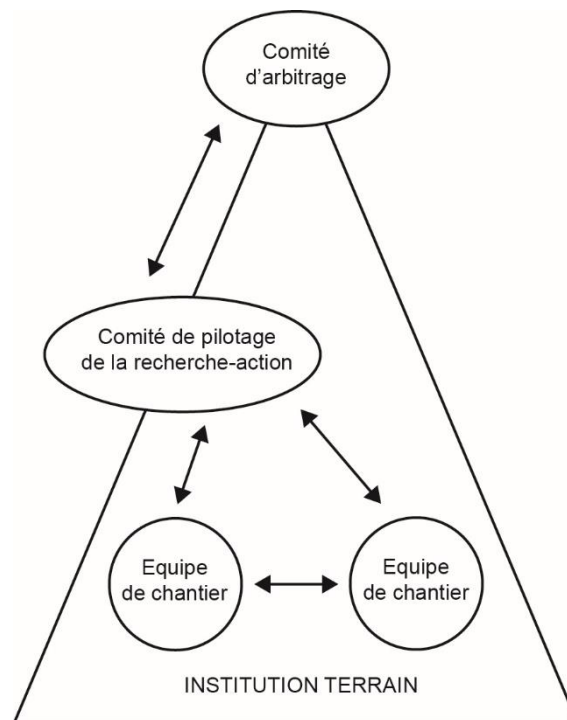 Comité
d'arbitrage
Comité de pilotage
de la recherche-action
Equipe
de chantier
Equipe
de chantier
INSTITUTION TERRAIN